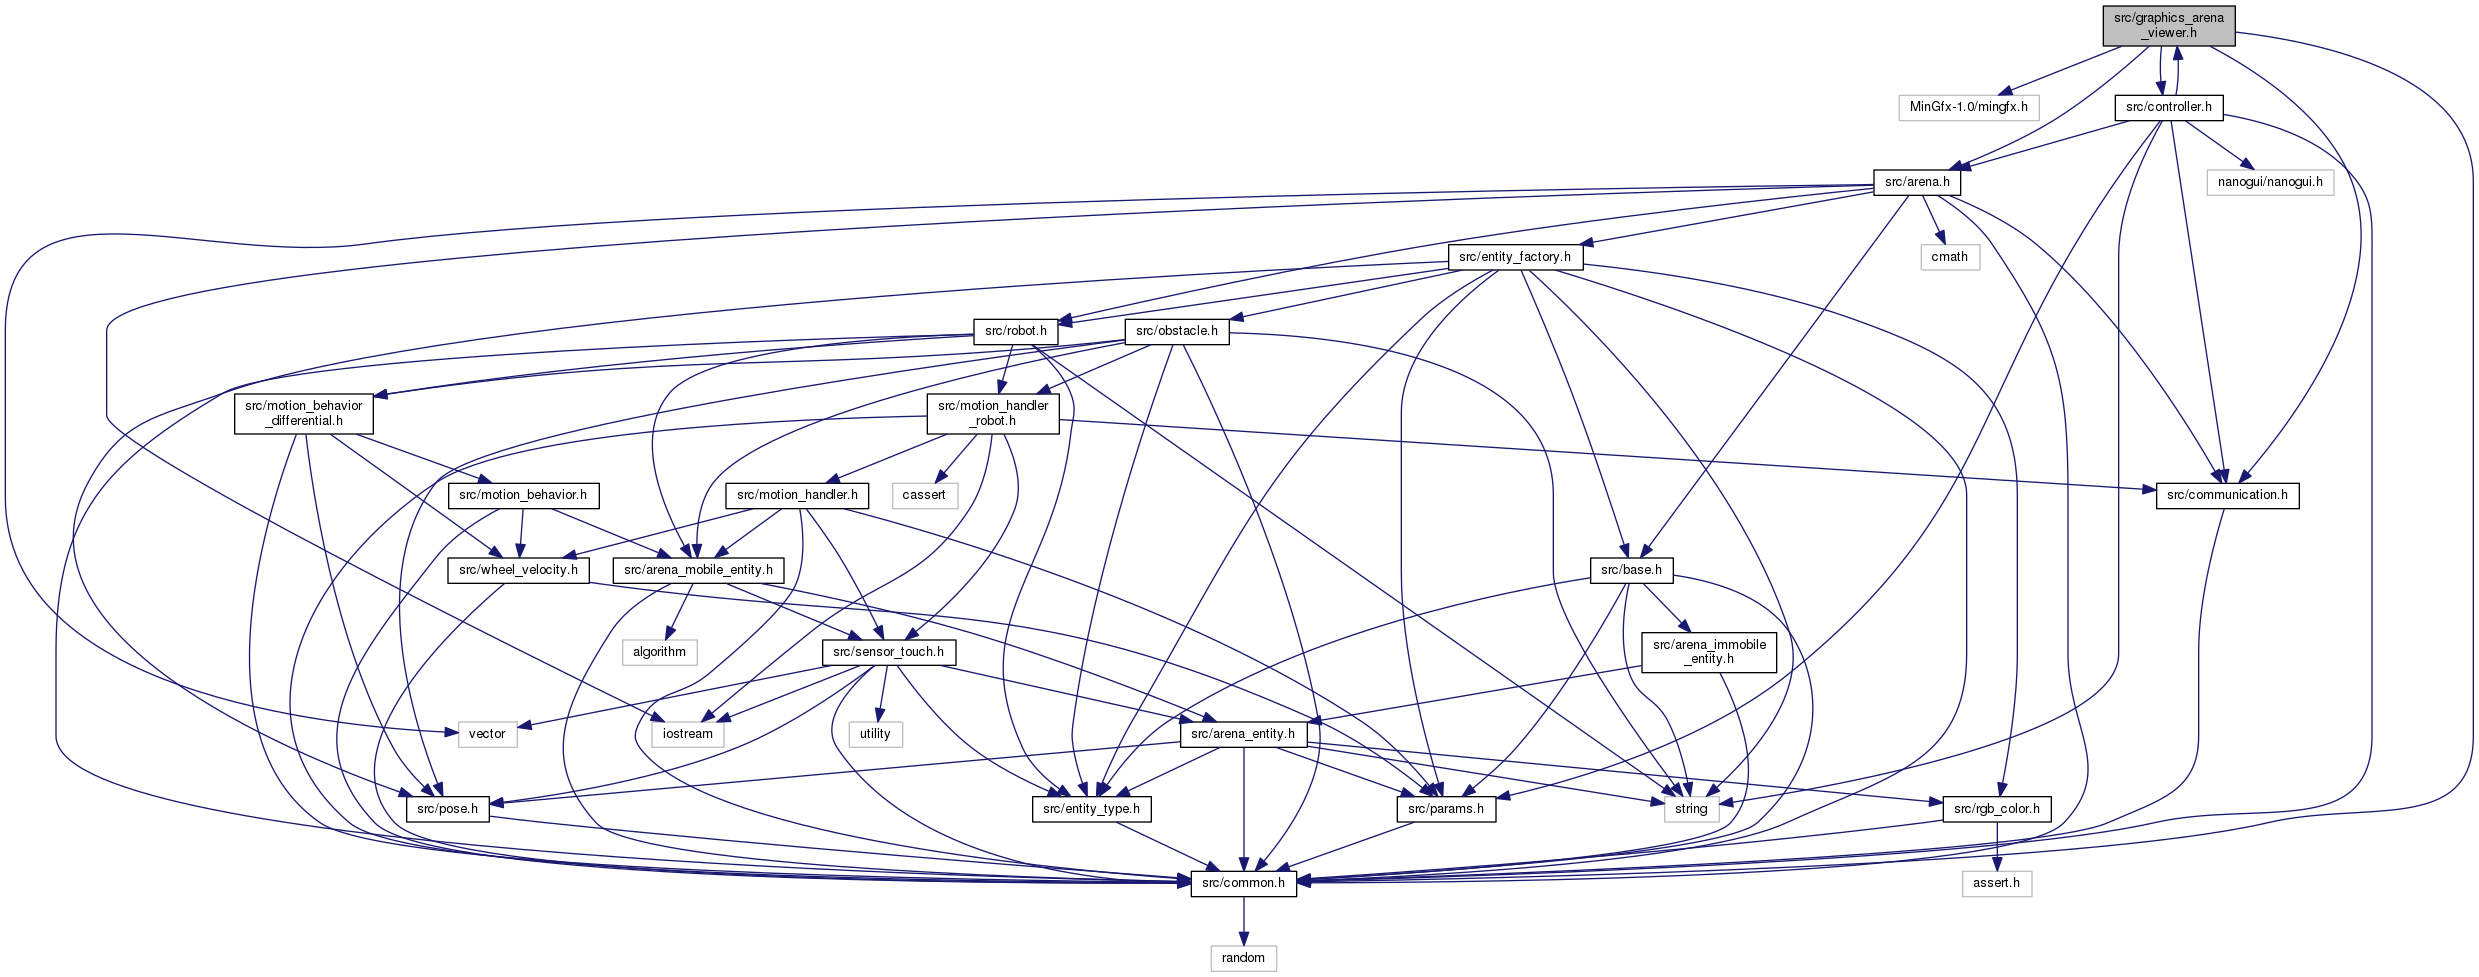 src/graphics_arena
_viewer.h
MinGfx-1.0/mingfx.h
src/controller.h
src/arena.h
nanogui/nanogui.h
src/entity_factory.h
cmath
src/robot.h
src/obstacle.h
src/motion_behavior
_differential.h
src/motion_handler
_robot.h
src/motion_behavior.h
src/motion_handler.h
cassert
src/communication.h
src/wheel_velocity.h
src/arena_mobile_entity.h
src/base.h
algorithm
src/sensor_touch.h
src/arena_immobile
_entity.h
vector
iostream
utility
src/arena_entity.h
src/pose.h
src/entity_type.h
src/params.h
string
src/rgb_color.h
src/common.h
assert.h
random